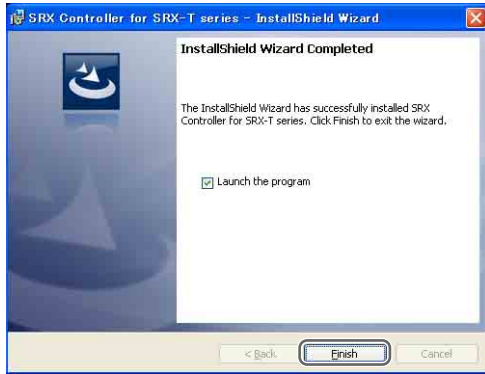 SRX Controller for SRX-T series - InstallShield Wizard
InstallShield Wizard Completed
The InstallShield Wizard has successfully installed SRX
Controller for SRX-T series. Click Finish to exit the wizard.
Launch the program
< Back
Finish
Cancel